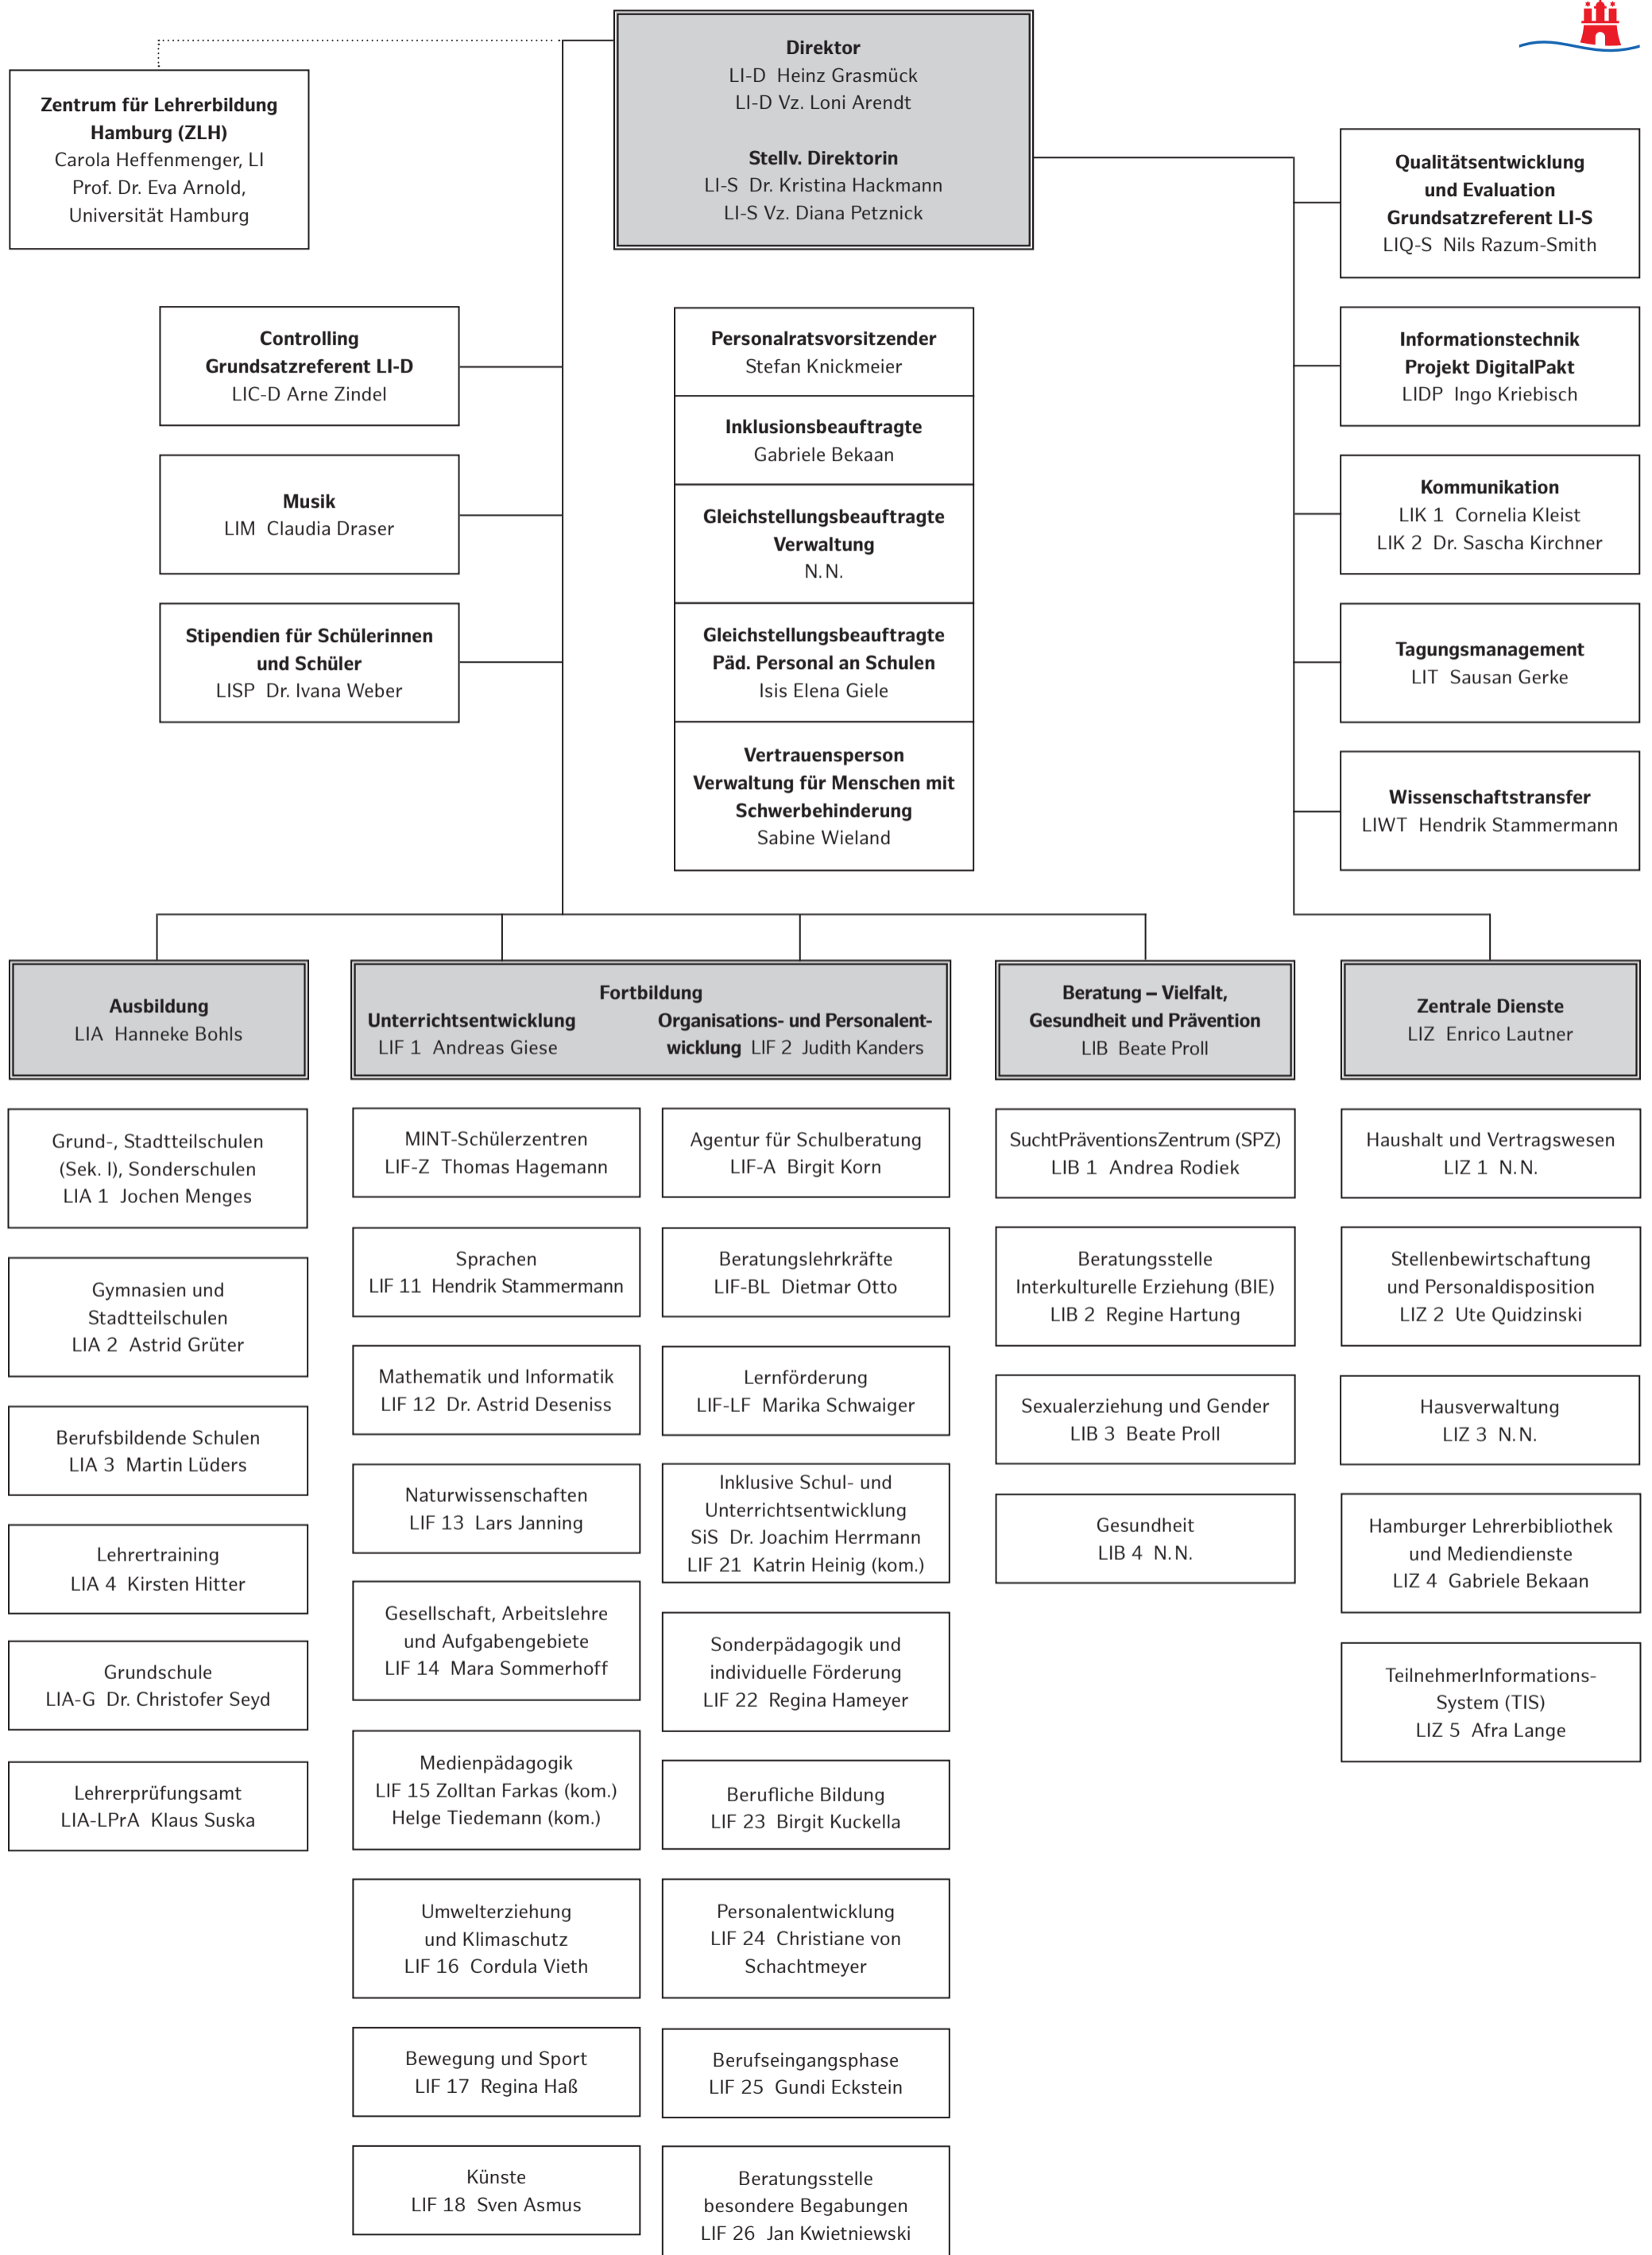 Direktor
LI-D Heinz Grasmück
LI-D Vz. Loni Arendt
Stellv. Direktorin
LI-S Dr. Kristina Hackmann
LI-S Vz. Diana Petznick
Zentrum für Lehrerbildung
Hamburg (ZLH)
Carola Heffenmenger, LI
Prof. Dr. Eva Arnold,
Universität Hamburg
Qualitätsentwicklung
und Evaluation
Grundsatzreferent LI-S
LIQ-S Nils Razum-Smith
Controlling
Grundsatzreferent LI-D
LIC-D Arne Zindel
Musik
LIM Claudia Draser
Stipendien für Schülerinnen
und Schüler
LISP Dr. Ivana Weber
Personalratsvorsitzender
Stefan Knickmeier
Inklusionsbeauftragte
Gabriele Bekaan
Gleichstellungsbeauftragte
Verwaltung
N.N.
Gleichstellungsbeauftragte
Päd. Personal an Schulen
Isis Elena Giele
Vertrauensperson
Verwaltung für Menschen mit
Schwerbehinderung
Sabine Wieland
Informationstechnik
Projekt DigitalPakt
LIDP Ingo Kriebisch
Kommunikation
LIK 1 Cornelia Kleist
LIK 2 Dr. Sascha Kirchner
Tagungsmanagement
LIT Sausan Gerke
Wissenschaftstransfer
LIWT Hendrik Stammermann
Ausbildung
LIA Hanneke Bohls
Grund-, Stadtteilschulen
(Sek. I), Sonderschulen
LIA 1 Jochen Menges
Gymnasien und
Stadtteilschulen
LIA 2 Astrid Grüter
Berufsbildende Schulen
LIA 3 Martin Lüders
Lehrertraining
LIA 4 Kirsten Hitter
Grundschule
LIA-G Dr. Christofer Seyd
Lehrerprüfungsamt
LIA-LPrA Klaus Suska
Fortbildung
Unterrichtsentwicklung
LIF 1 Andreas Giese
Organisations- und Personalent-
wicklung LIF 2 Judith Kanders
MINT-Schülerzentren
LIF-Z Thomas Hagemann
Sprachen
LIF 11 Hendrik Stammermann
Mathematik und Informatik
LIF 12 Dr. Astrid Deseniss
Naturwissenschaften
LIF 13 Lars Janning
Gesellschaft, Arbeitslehre
und Aufgabengebiete
LIF 14 Mara Sommerhoff
Medienpädagogik
LIF 15 Zolltan Farkas (kom.)
Helge Tiedemann (kom.)
Umwelterziehung
und Klimaschutz
LIF 16 Cordula Vieth
Bewegung und Sport
LIF 17 Regina Haß
Künste
LIF 18 Sven Asmus
Agentur für Schulberatung
LIF-A Birgit Korn
Beratungslehrkräfte
LIF-BL Dietmar Otto
Lernförderung
LIF-LF Marika Schwaiger
Inklusive Schul- und
Unterrichtsentwicklung
SiS Dr. Joachim Herrmann
LIF 21 Katrin Heinig (kom.)
Sonderpädagogik und
individuelle Förderung
LIF 22 Regina Hameyer
Berufliche Bildung
LIF 23 Birgit Kuckella
Personalentwicklung
LIF 24 Christiane von
Schachtmeyer
Berufseingangsphase
LIF 25 Gundi Eckstein
Beratungsstelle
besondere Begabungen
LIF 26 Jan Kwietniewski
Beratung – Vielfalt,
Gesundheit und Prävention
LIB Beate Proll
SuchtPräventionsZentrum (SPZ)
LIB 1 Andrea Rodiek
Beratungsstelle
Interkulturelle Erziehung (BIE)
LIB 2 Regine Hartung
Sexualerziehung und Gender
LIB 3 Beate Proll
Gesundheit
LIB 4 N.N.
Zentrale Dienste
LIZ Enrico Lautner
Haushalt und Vertragswesen
LIZ 1 N.N.
Stellenbewirtschaftung
und Personaldisposition
LIZ 2 Ute Quidzinski
Hausverwaltung
LIZ 3 N.N.
Hamburger Lehrerbibliothek
und Mediendienste
LIZ 4 Gabriele Bekaan
TeilnehmerInformations-
System (TIS)
LIZ 5 Afra Lange